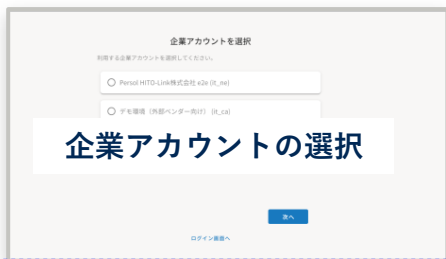 企業アカウントを選択
利用する企業アカウントを選択してください。
Persol HITO-Link株式会社 e2e (it_me)
デモ環境（外部ベンダー向け） (it_ca)
企業アカウントの選択
次へ
ログイン画面へ